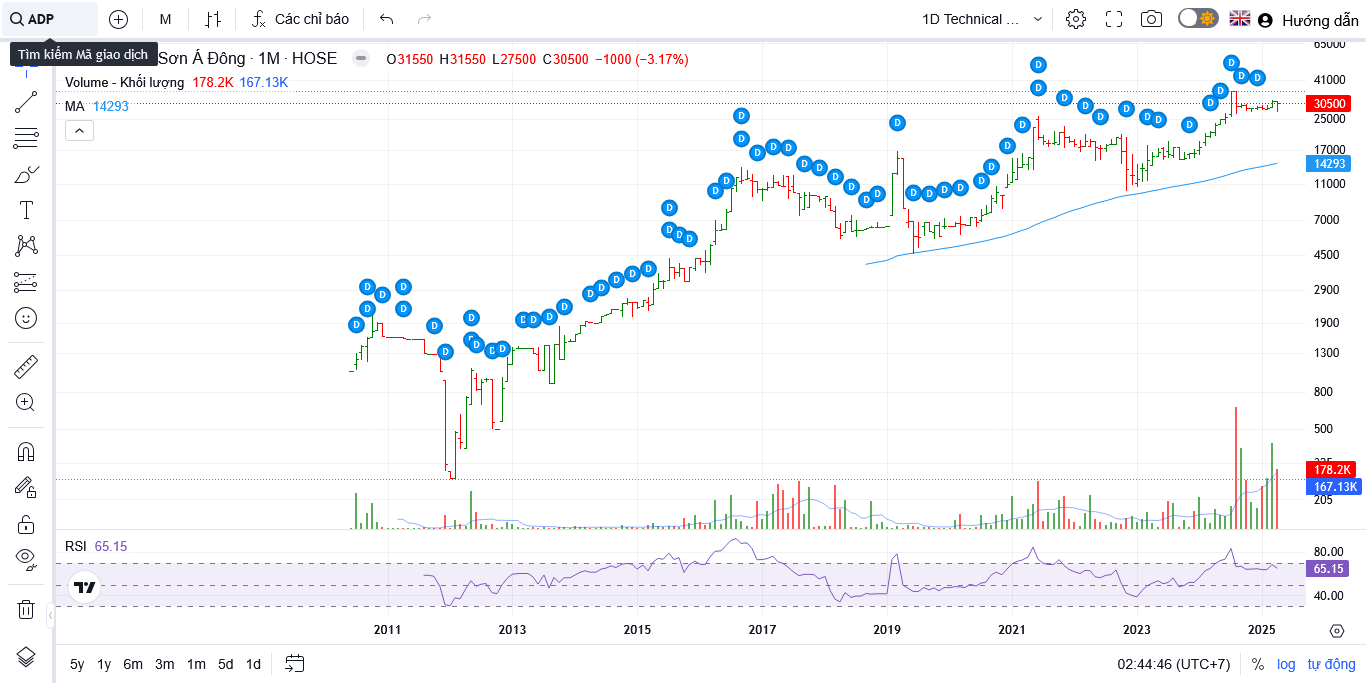 ADP
M
Các chỉ báo
1D Technical ...
Hướng dẫn
Tìm kiếm Mã giao dịch
Sơn Á Đông · 1M · HOSE
O31550 H31550 L27500 C30500 −1000 (−3.17%)
Volume - Khối lượng 178.2K 167.13K
MA 14293
65000
41000
30500
25000
17000
14293
11000
7000
4500
2900
1900
1300
800
500
178.2K
167.13K
205
RSI 65.15
80.00
65.15
40.00
2011 2013 2015 2017 2019 2021 2023 2025
5y 1y 6m 3m 1m 5d 1d
02:44:46 (UTC+7)
% log tự động